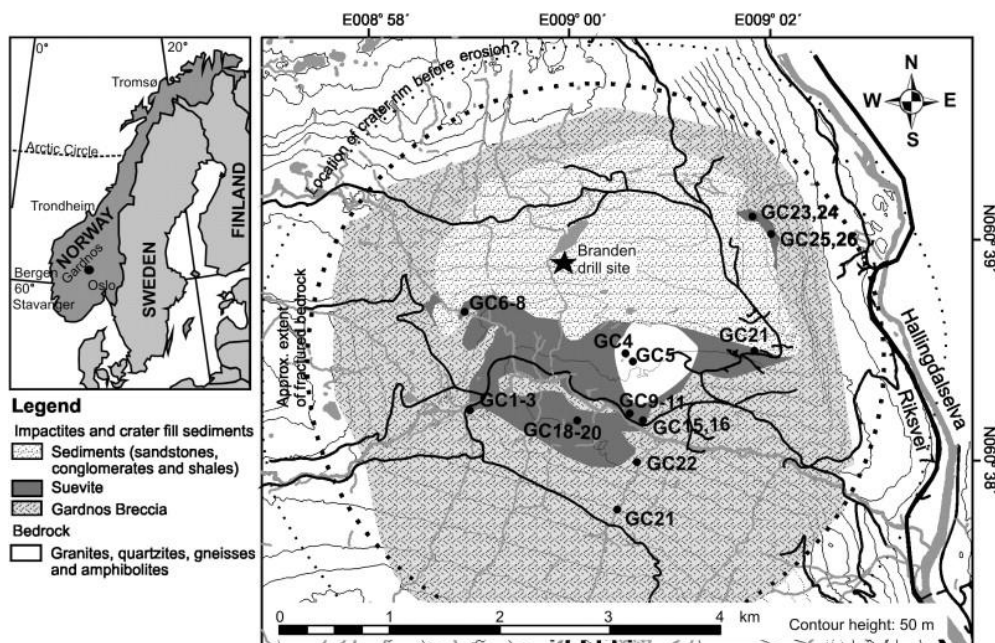 E008° 58
E009° 00
E009° 02
0°
20°
Tromsø
Arctic Circle
Trondheim
NORWAY
Gardnos
Bergen
Oslo
60°
Stavanger
SWEDEN
FINLAND
Legend
Impactites and crater fill sediments
Sediments (sandstones,
conglomerates and shales)
Suevite
Gardnos Breccia
Bedrock
Granites, quartzites, gneisses
and amphibolites
Location of crater rim before erosion?
Approx. extent
of fractured bedrock
N
W
E
S
GC23,24
GC25,26
N060° 39
Branden
drill site
GC6-8
GC4
GC5
GC21
GC1-3
GC9-11
GC15,16
GC18-20
GC22
GC21
Hallingdalselva
Riksvei
N060° 38
0
1
2
3
4
km
Contour height: 50 m